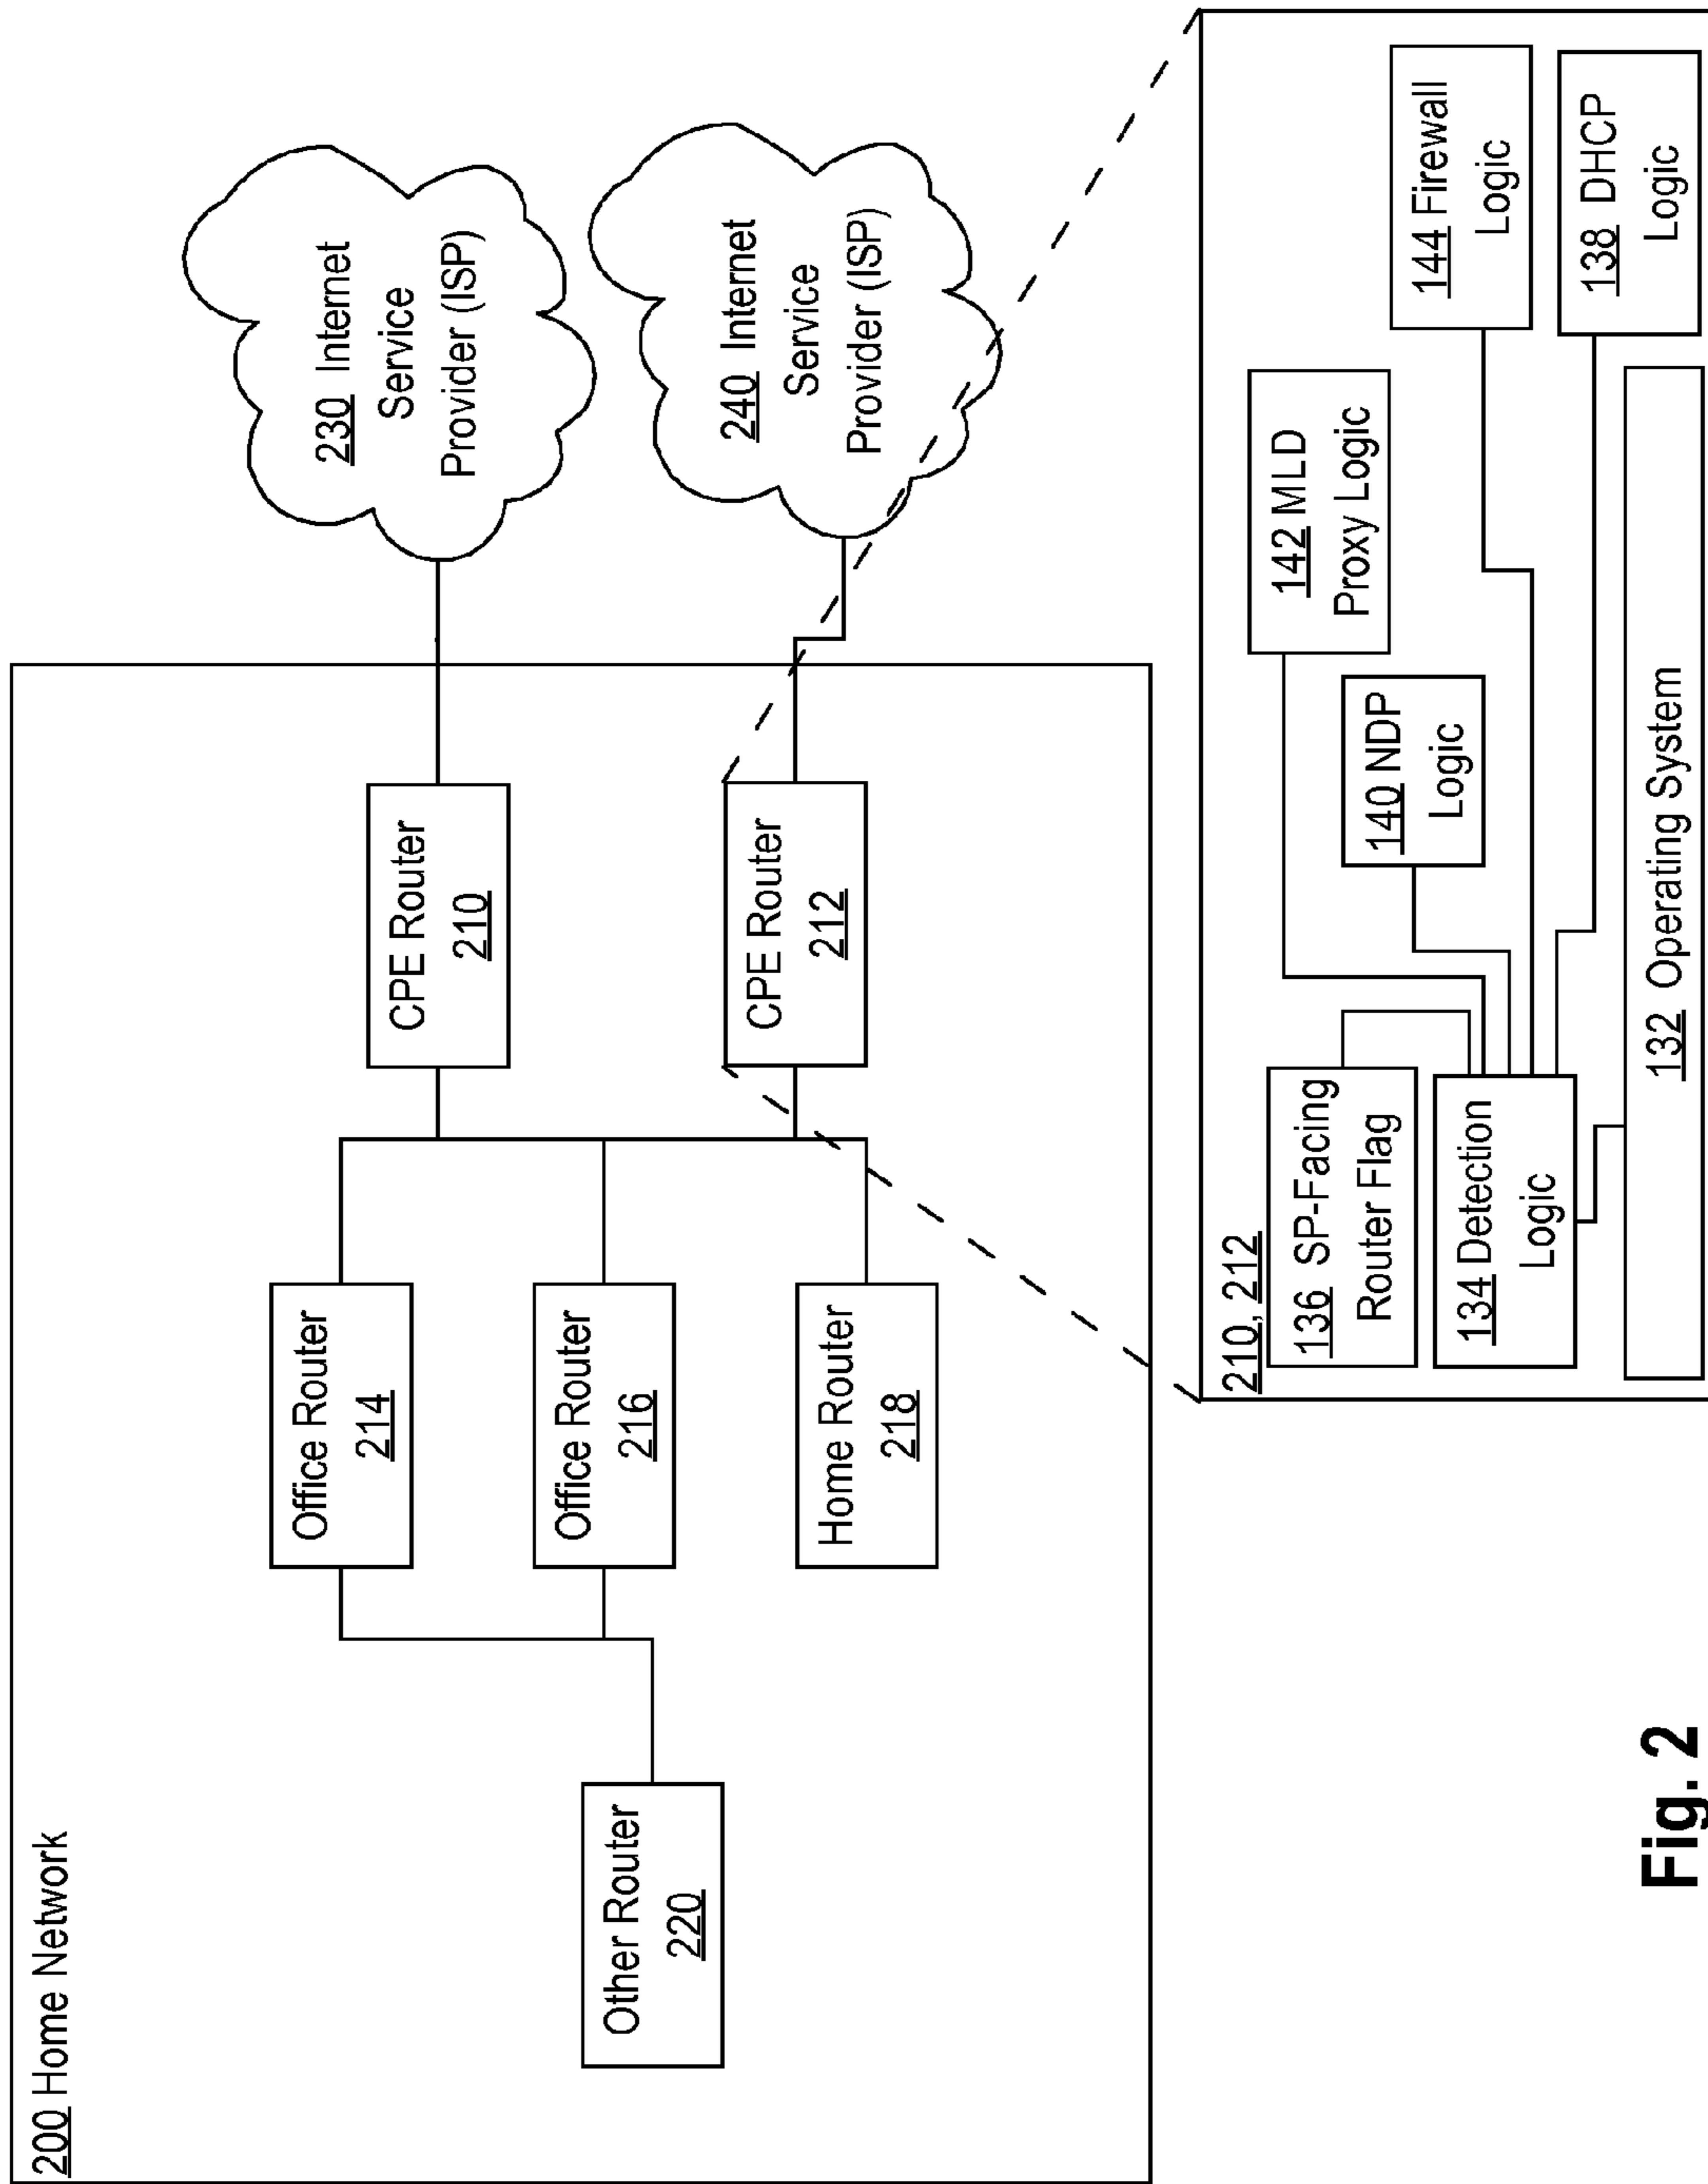 200 Home Network
Other Router
220
Office Router
214
Office Router
216
Home Router
218
CPE Router
210
CPE Router
212
230 Internet
Service
Provider (ISP)
240 Internet
Service
Provider (ISP)
210, 212
136 SP-Facing
Router Flag
134 Detection
Logic
140 NDP
Logic
142 MLD
Proxy Logic
144 Firewall
Logic
138 DHCP
Logic
132 Operating System
Fig. 2